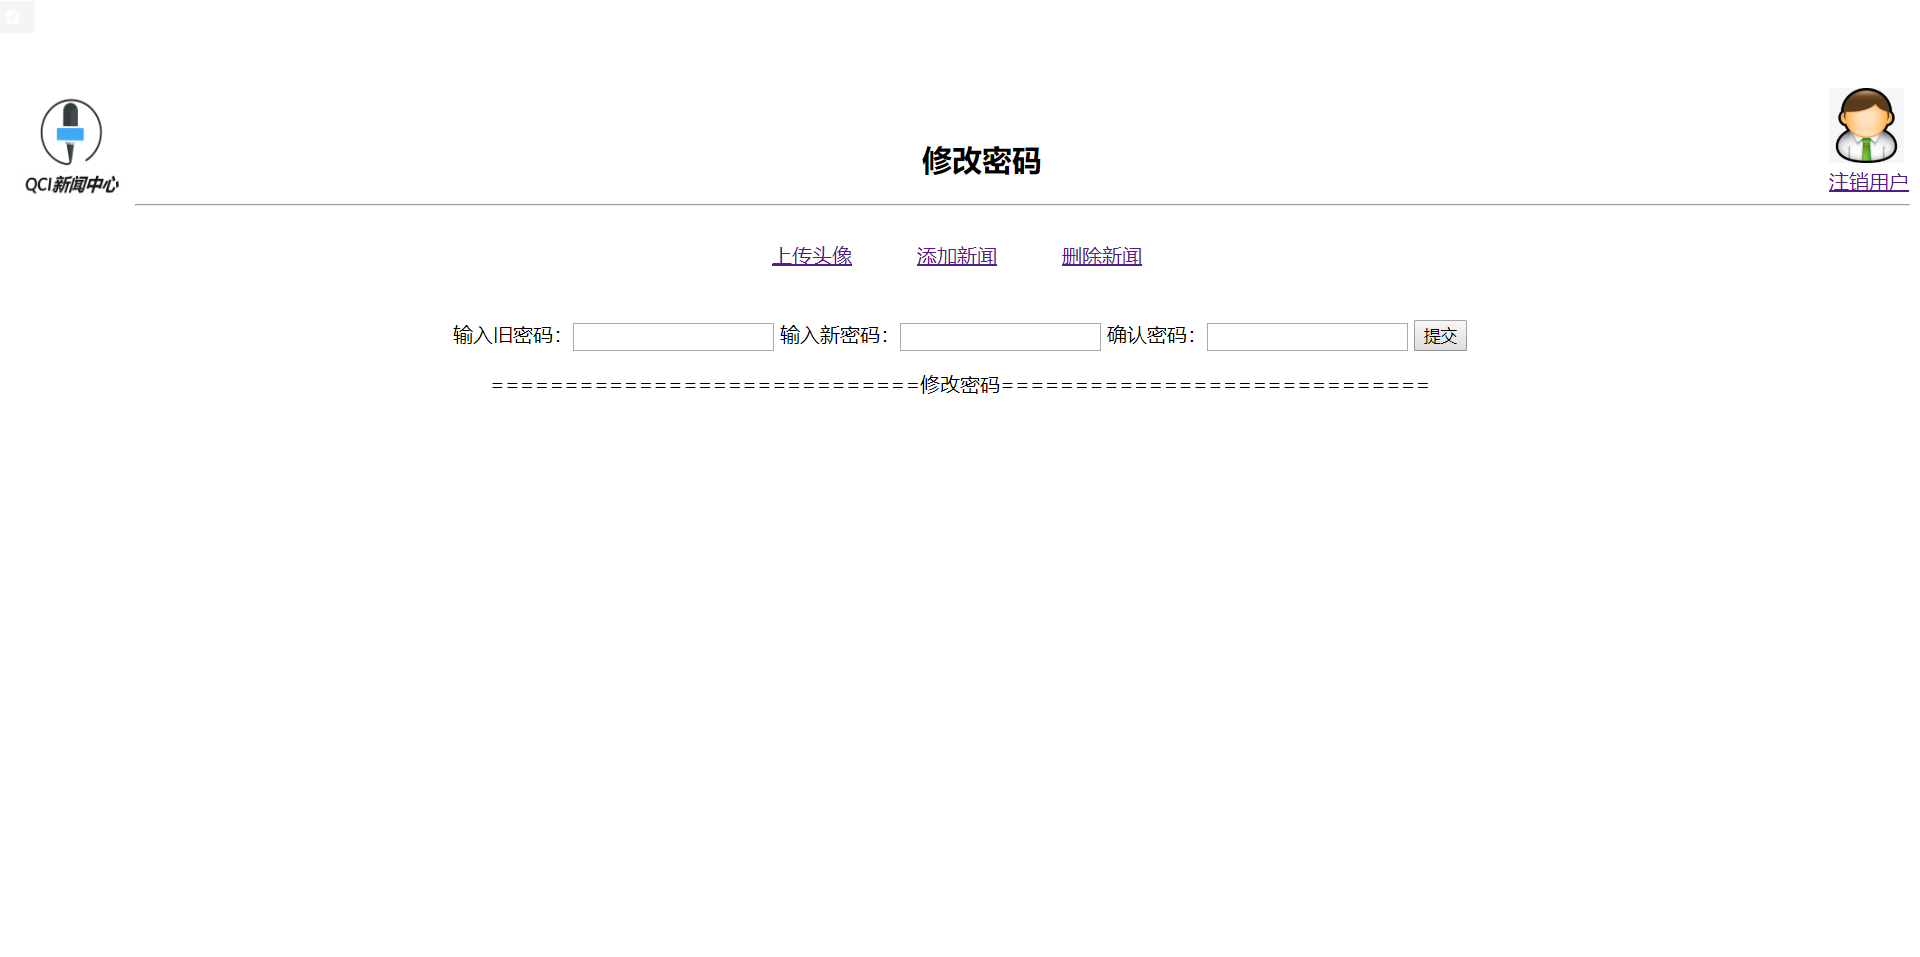 QCI新闻中心
修改密码
注销用户
上传头像 添加新闻 删除新闻
输入旧密码： 输入新密码： 确认密码： 提交
=============================修改密码=============================